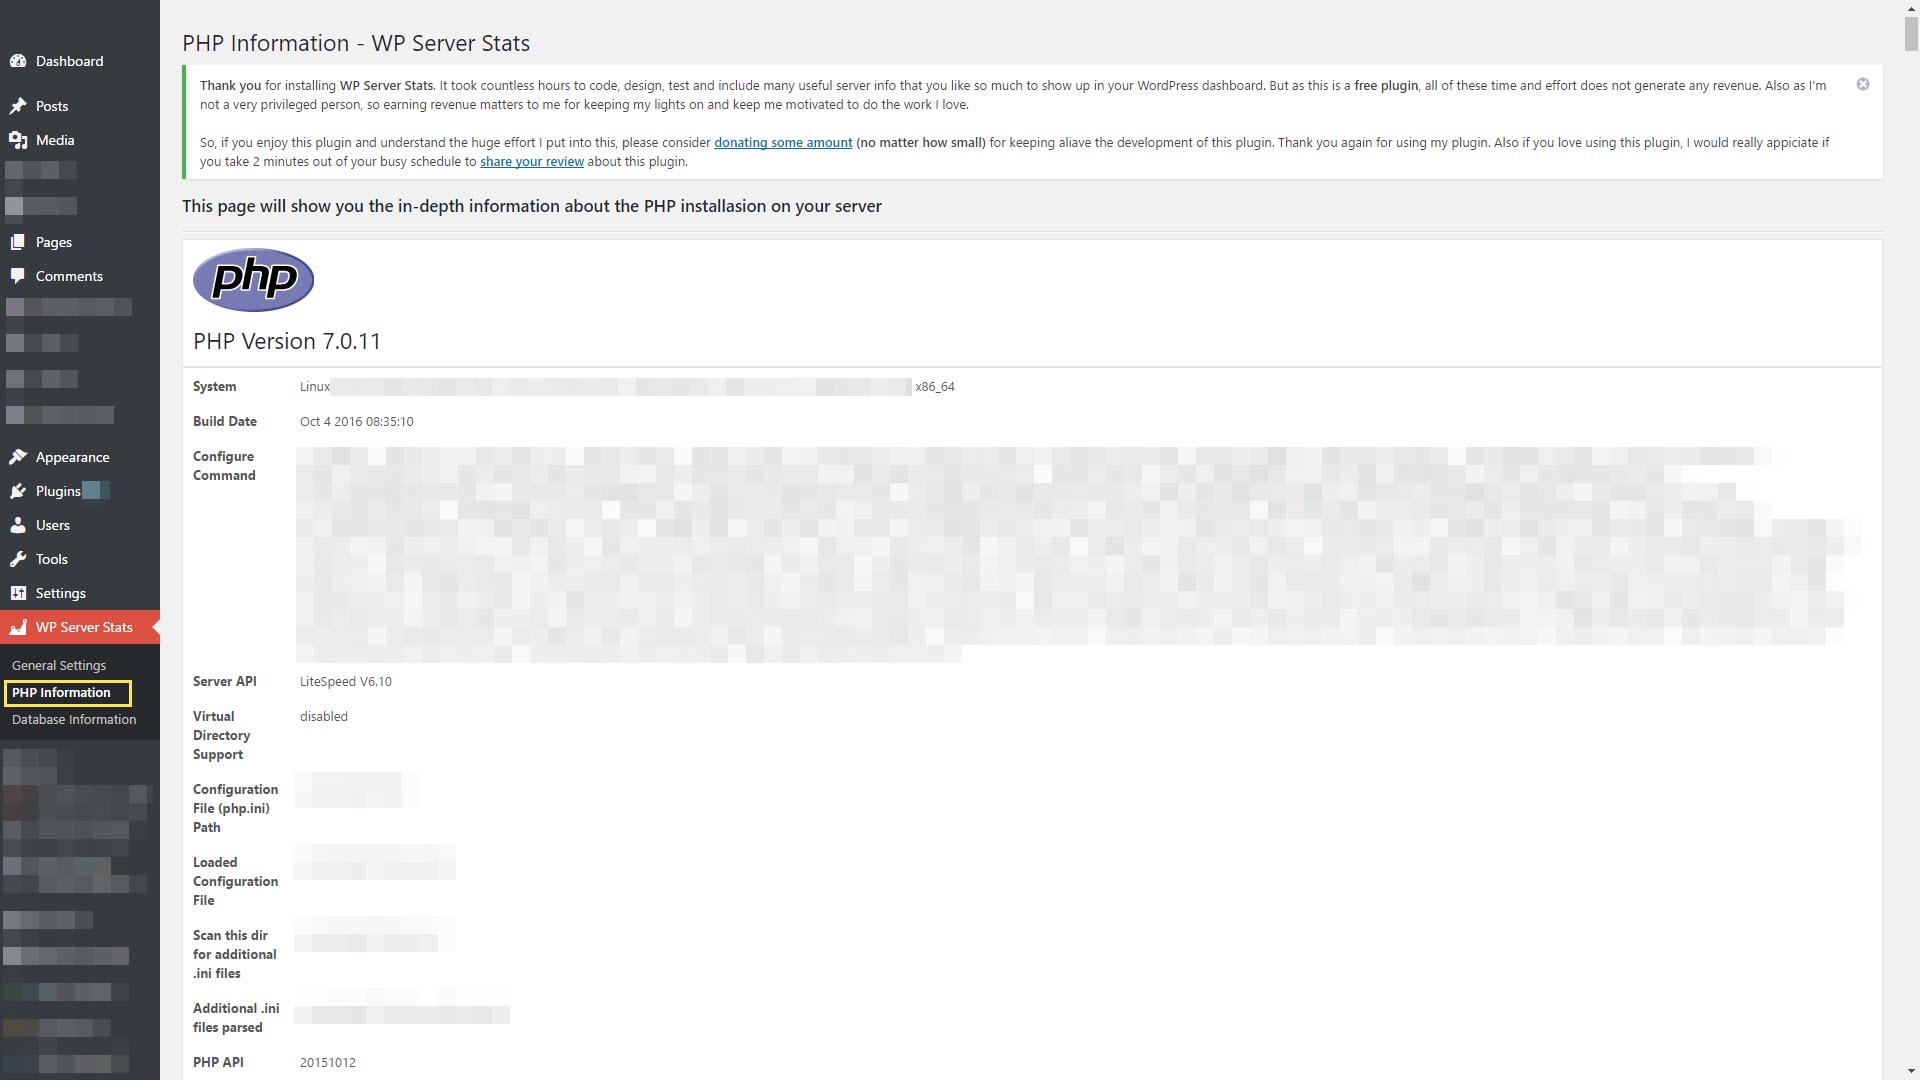 Dashboard
Posts
Media
Pages
Comments
Appearance
Plugins
Users
Tools
Settings
WP Server Stats
General Settings
PHP Information
Database Information
PHP Information - WP Server Stats
Thank you for installing WP Server Stats. It took countless hours to code, design, test and include many useful server info that you like so much to show up in your WordPress dashboard. But as this is a free plugin, all of these time and effort does not generate any revenue. Also as I'm
not a very privileged person, so earning revenue matters to me for keeping my lights on and keep me motivated to do the work I love.
So, if you enjoy this plugin and understand the huge effort I put into this, please consider donating some amount (no matter how small) for keeping aliave the development of this plugin. Thank you again for using my plugin. Also if you love using this plugin, I would really appiciate if
you take 2 minutes out of your busy schedule to share your review about this plugin.
This page will show you the in-depth information about the PHP installasion on your server
php
PHP Version 7.0.11
System Linux x86_64
Build Date Oct 4 2016 08:35:10
Configure
Command
Server API LiteSpeed V6.10
Virtual disabled
Directory
Support
Configuration
File (php.ini)
Path
Loaded
Configuration
File
Scan this dir
for additional
.ini files
Additional .ini
files parsed
PHP API 20151012